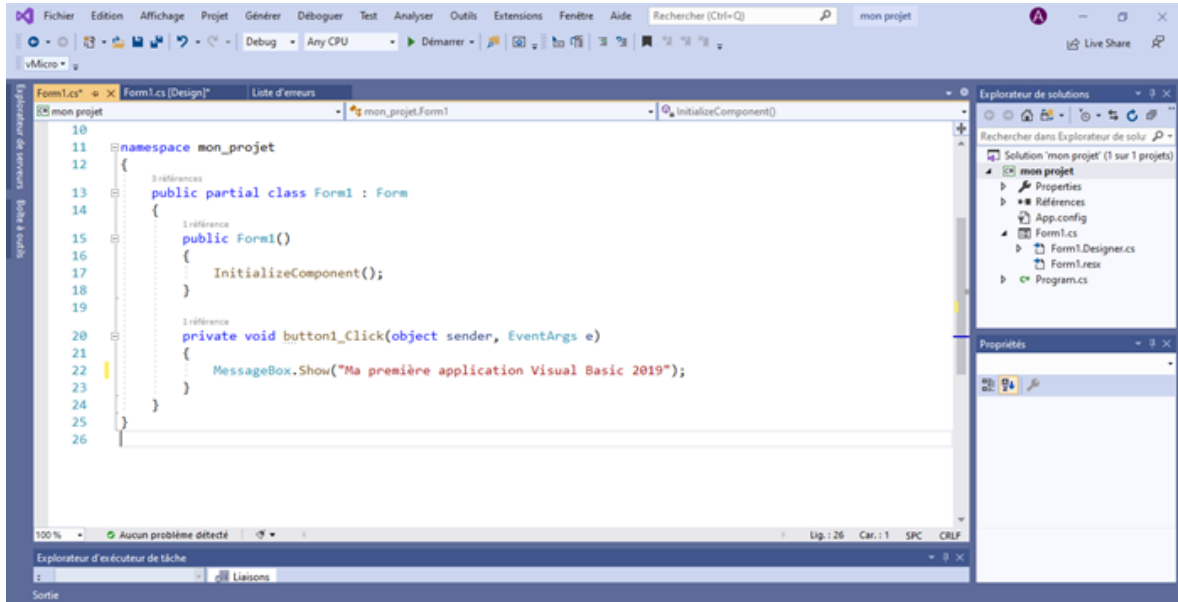 Fichier Edition Affichage Projet Générer Déboguer Test Analyser Outils Extensions Fenêtre Aide Rechercher (Ctrl+Q) mon projet A
Debug Any CPU Démarrer Live Share
vMicro
Explorateur de serveurs
Boîte à outils
Form1.cs* Form1.cs [Design]* Liste d'erreurs
mon projet mon_projet.Form1 InitializeComponent()
10
11 namespace mon_projet
12 {
3 références
13 public partial class Form1 : Form
14 {
1 référence
15 public Form1()
16 {
17 InitializeComponent();
18 }
19
1 référence
20 private void button1_Click(object sender, EventArgs e)
21 {
22 MessageBox.Show("Ma première application Visual Basic 2019");
23 }
24 }
25 }
26
100 % Aucun problème détecté Lig. : 26 Car. : 1 SPC CRLF
Explorateur d'exécuteur de tâche
Liaisons
Sortie
Explorateur de solutions
Rechercher dans Explorateur de solu
Solution 'mon projet' (1 sur 1 projets)
mon projet
Properties
Références
App.config
Form1.cs
Form1.Designer.cs
Form1.resx
C# Program.cs
Propriétés